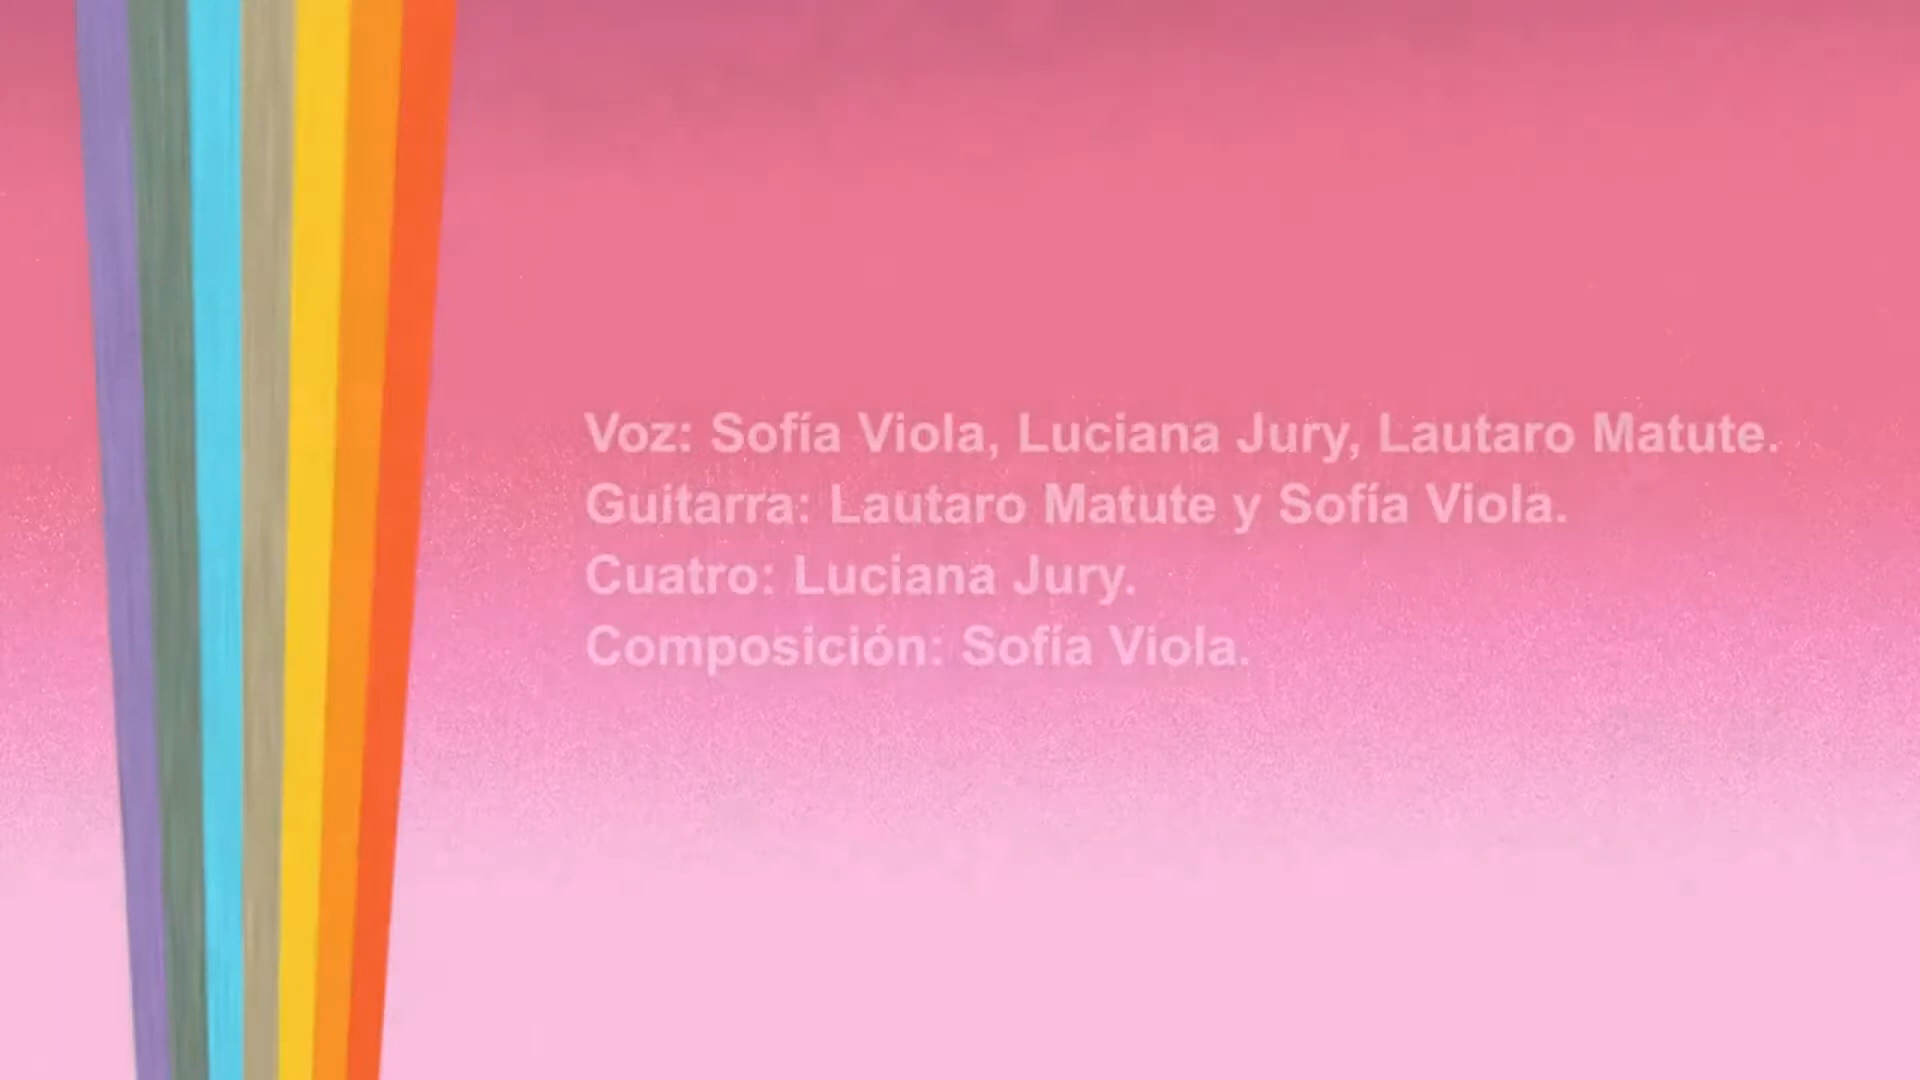 Voz: Sofía Viola, Luciana Jury, Lautaro Matute.
Guitarra: Lautaro Matute y Sofía Viola.
Cuatro: Luciana Jury.
Composición: Sofía Viola.